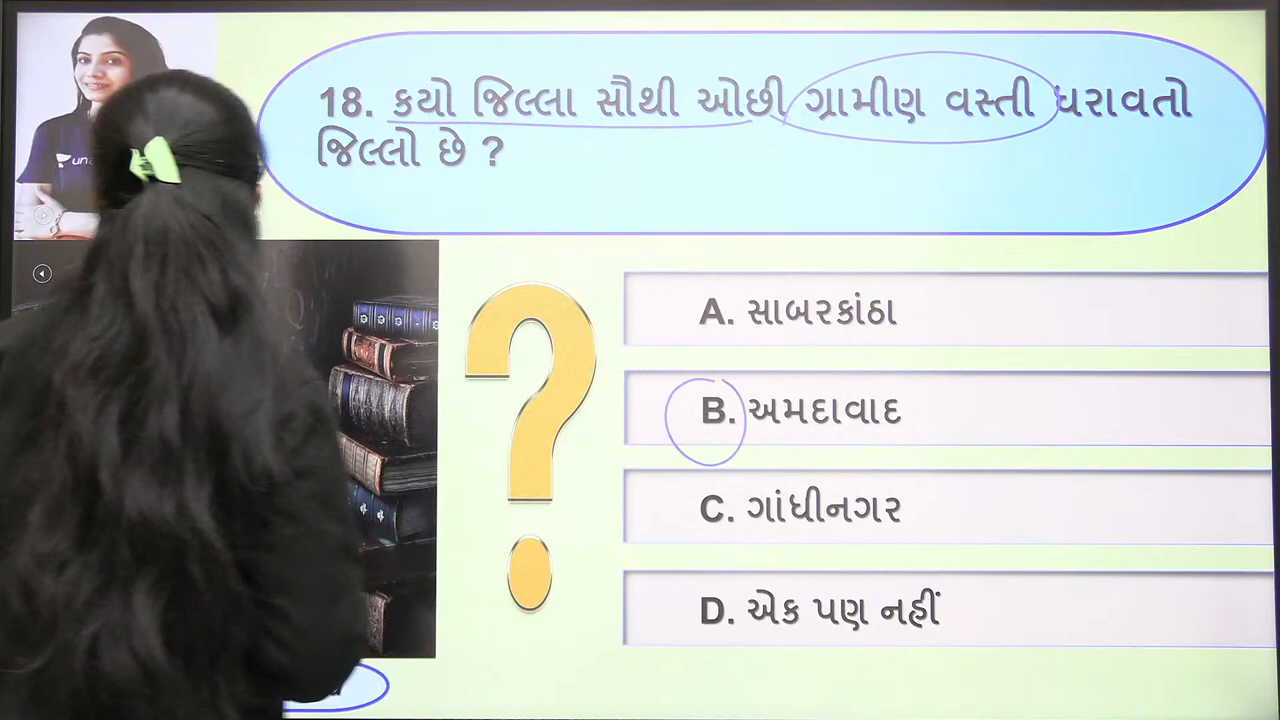 18. કયો જિલ્લા સૌથી ઓછી ગ્રામીણ વસ્તી ધરાવતો
જિલ્લો છે ?
A. સાબરકાંઠા
B. અમદાવાદ
C. ગાંધીનગર
D. એક પણ નહીં